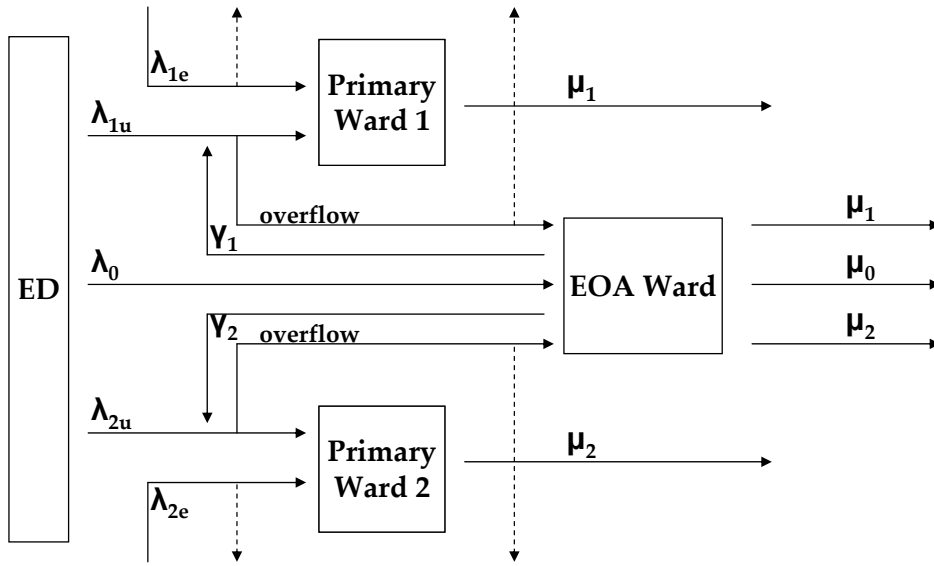 λ1e
Primary
Ward 1
μ1
λ1u
overflow
γ1
μ1
ED
λ0
EOA Ward
μ0
γ2
overflow
μ2
λ2u
Primary
Ward 2
μ2
λ2e